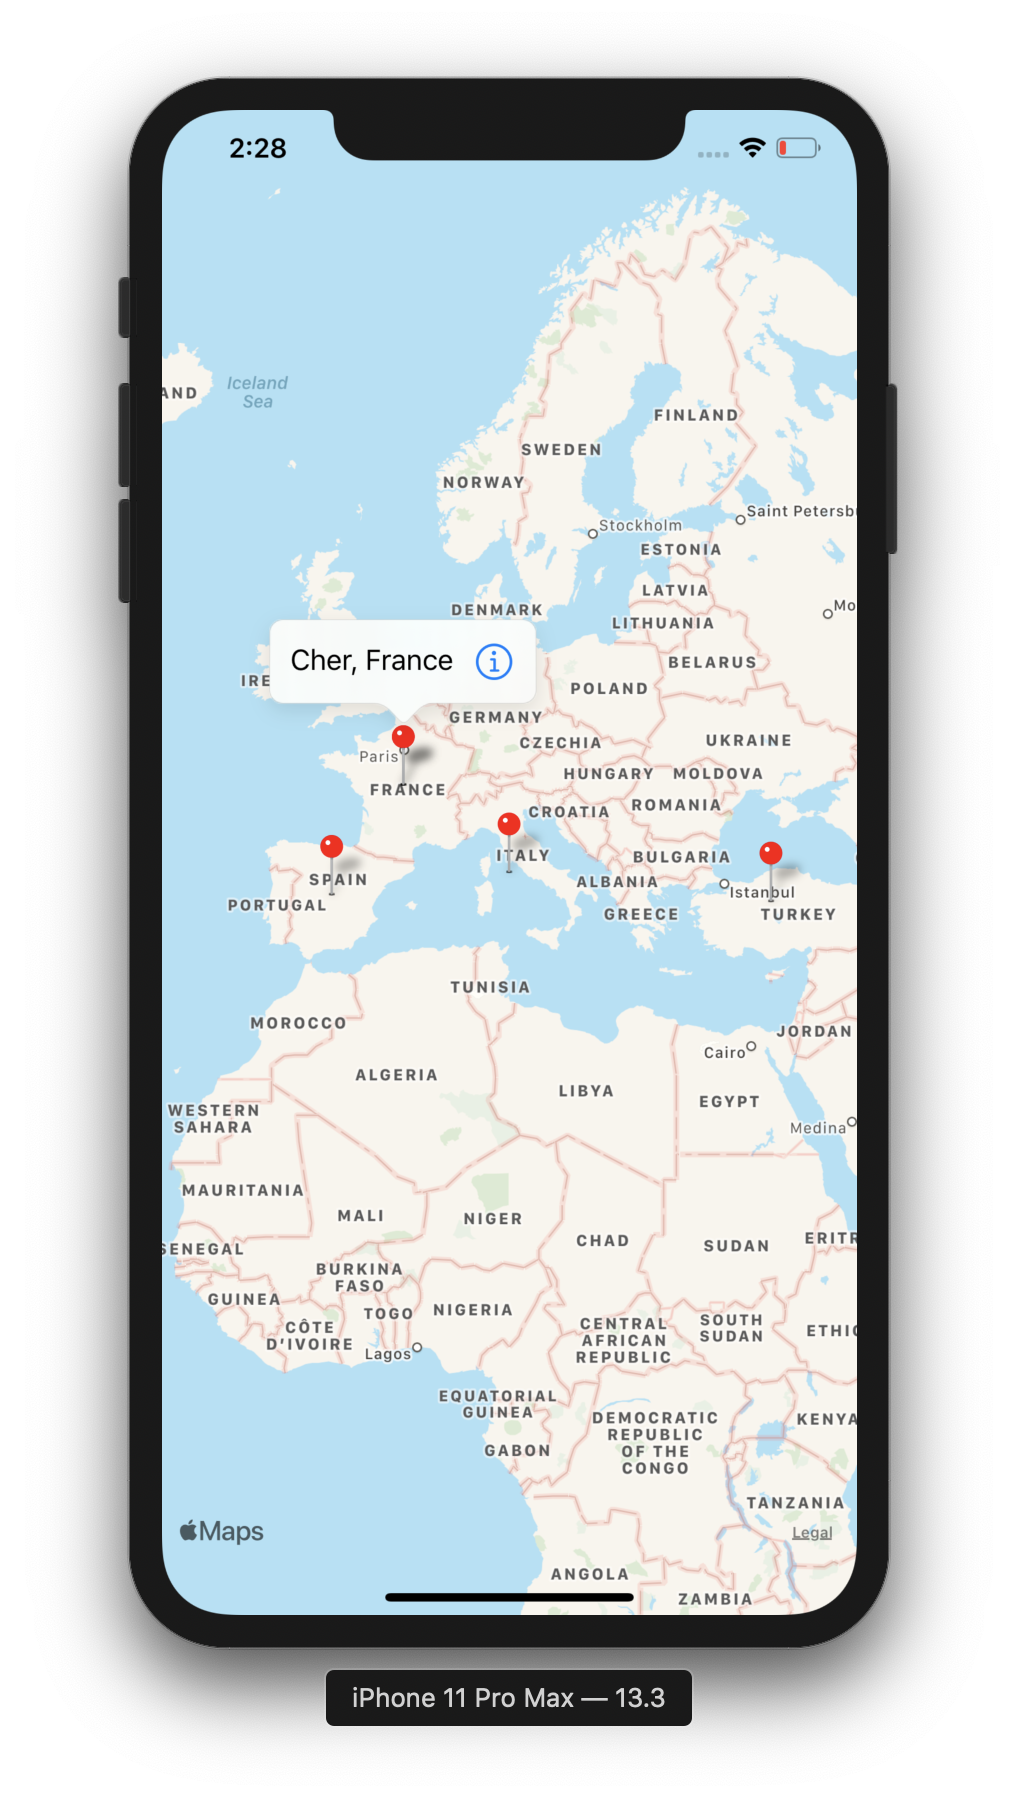 2:28
AND
Iceland
Sea
FINLAND
SWEDEN
NORWAY
Saint Petersbu
Stockholm
ESTONIA
LATVIA
Mo
DENMARK
LITHUANIA
Cher, France
BELARUS
IRE
POLAND
GERMANY
CZECHIA
UKRAINE
Paris
HUNGARY
MOLDOVA
FRANCE
ROMANIA
CROATIA
ITALY
BULGARIA
SPAIN
ALBANIA
Istanbul
PORTUGAL
GREECE
TURKEY
TUNISIA
MOROCCO
JORDAN
Cairo
ALGERIA
LIBYA
EGYPT
WESTERN
SAHARA
Medina
MAURITANIA
MALI
NIGER
CHAD
SUDAN
ERITR
SENEGAL
BURKINA
FASO
GUINEA
TOGO
NIGERIA
CÔTE
D'IVOIRE
CENTRAL
AFRICAN
REPUBLIC
SOUTH
SUDAN
ETHIO
Lagos
EQUATORIAL
GUINEA
DEMOCRATIC
REPUBLIC
OF THE
CONGO
KENYA
GABON
TANZANIA
Maps
Legal
ANGOLA
ZAMBIA
iPhone 11 Pro Max — 13.3